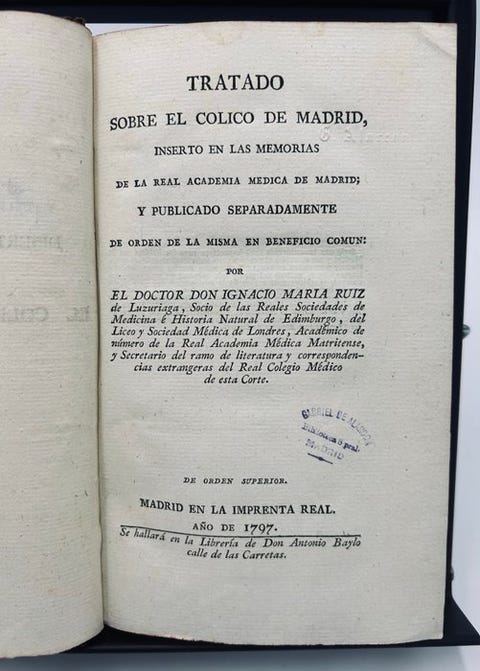 TRATADO
SOBRE EL COLICO DE MADRID,
INSERTO EN LAS MEMORIAS
DE LA REAL ACADEMIA MEDICA DE MADRID;
Y PUBLICADO SEPARADAMENTE
DE ORDEN DE LA MISMA EN BENEFICIO COMUN:
POR
EL DOCTOR DON IGNACIO MARIA RUIZ
de Luzuriaga, Socio de las Reales Sociedades de
Medicina é Historia Natural de Edimburgo, del
Liceo y Sociedad Médica de Londres, Académico de
número de la Real Academia Médica Matritense,
y Secretario del ramo de literatura y corresponden-
cias extrangeras del Real Colegio Médico
de esta Corte.
GABRIEL DE ALARCON
Biblioteca
MADRID
DE ORDEN SUPERIOR.
MADRID EN LA IMPRENTA REAL.
AÑO DE 1797.
Se hallará en la Librería de Don Antonio Baylo
calle de las Carretas.